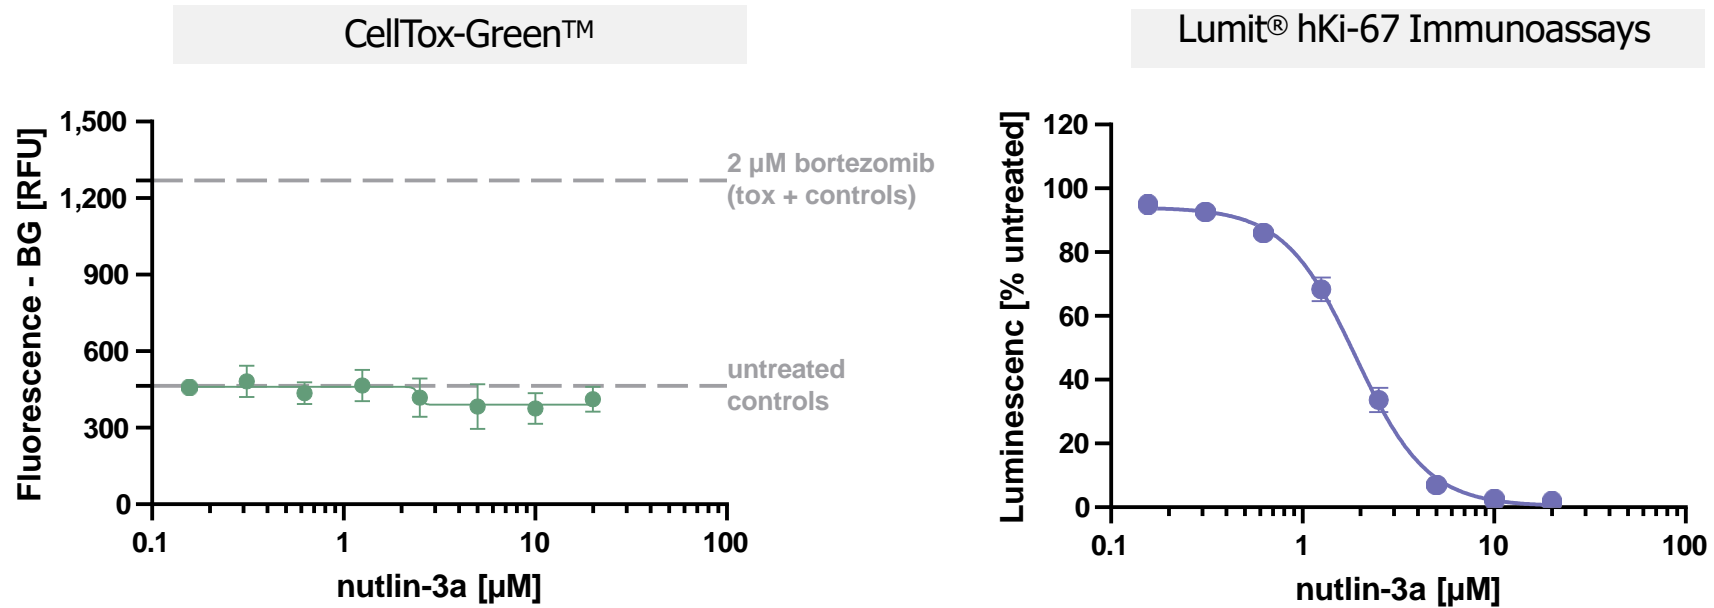 CellTox-Green™
Fluorescence - BG [RFU]
1,500
1,200
900
600
300
0
2 µM bortezomib
(tox + controls)
untreated
controls
0.1
1
10
100
nutlin-3a [µM]
Lumit® hKi-67 Immunoassays
Luminescenc [% untreated]
120
100
80
60
40
20
0
0.1
1
10
100
nutlin-3a [µM]